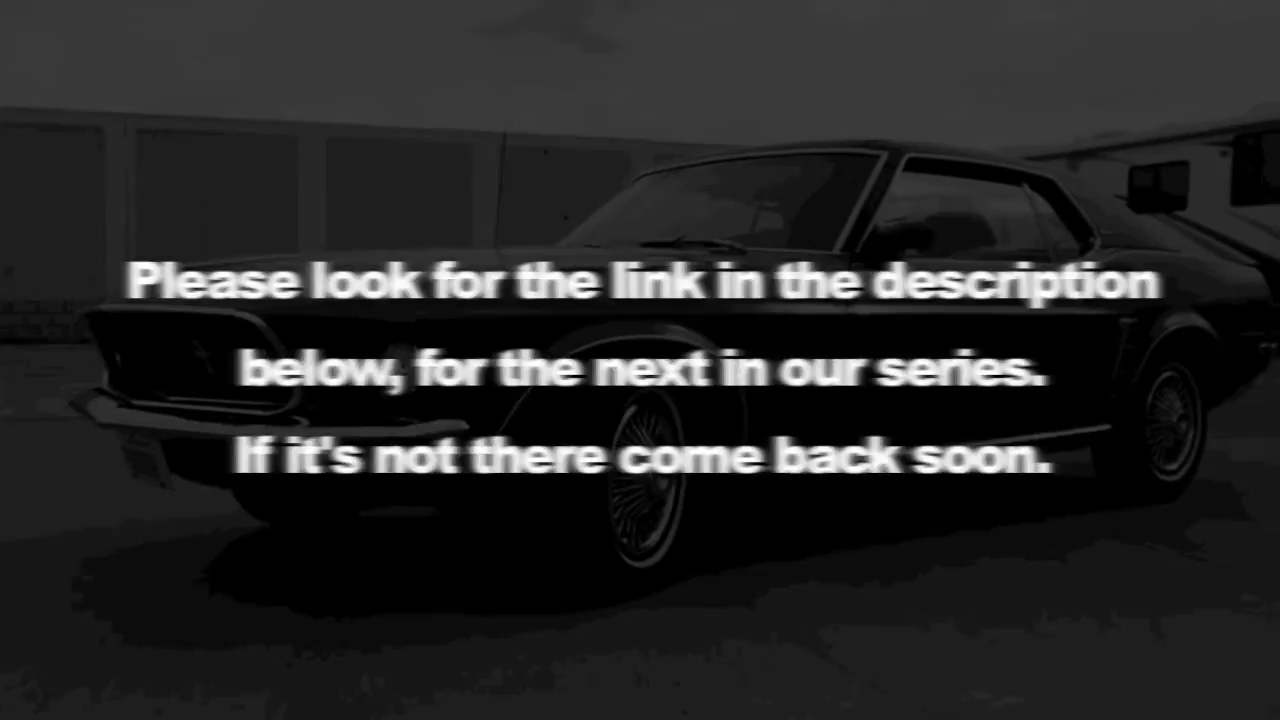 Please look for the link in the description
below, for the next in our series.
If it's not there come back soon.